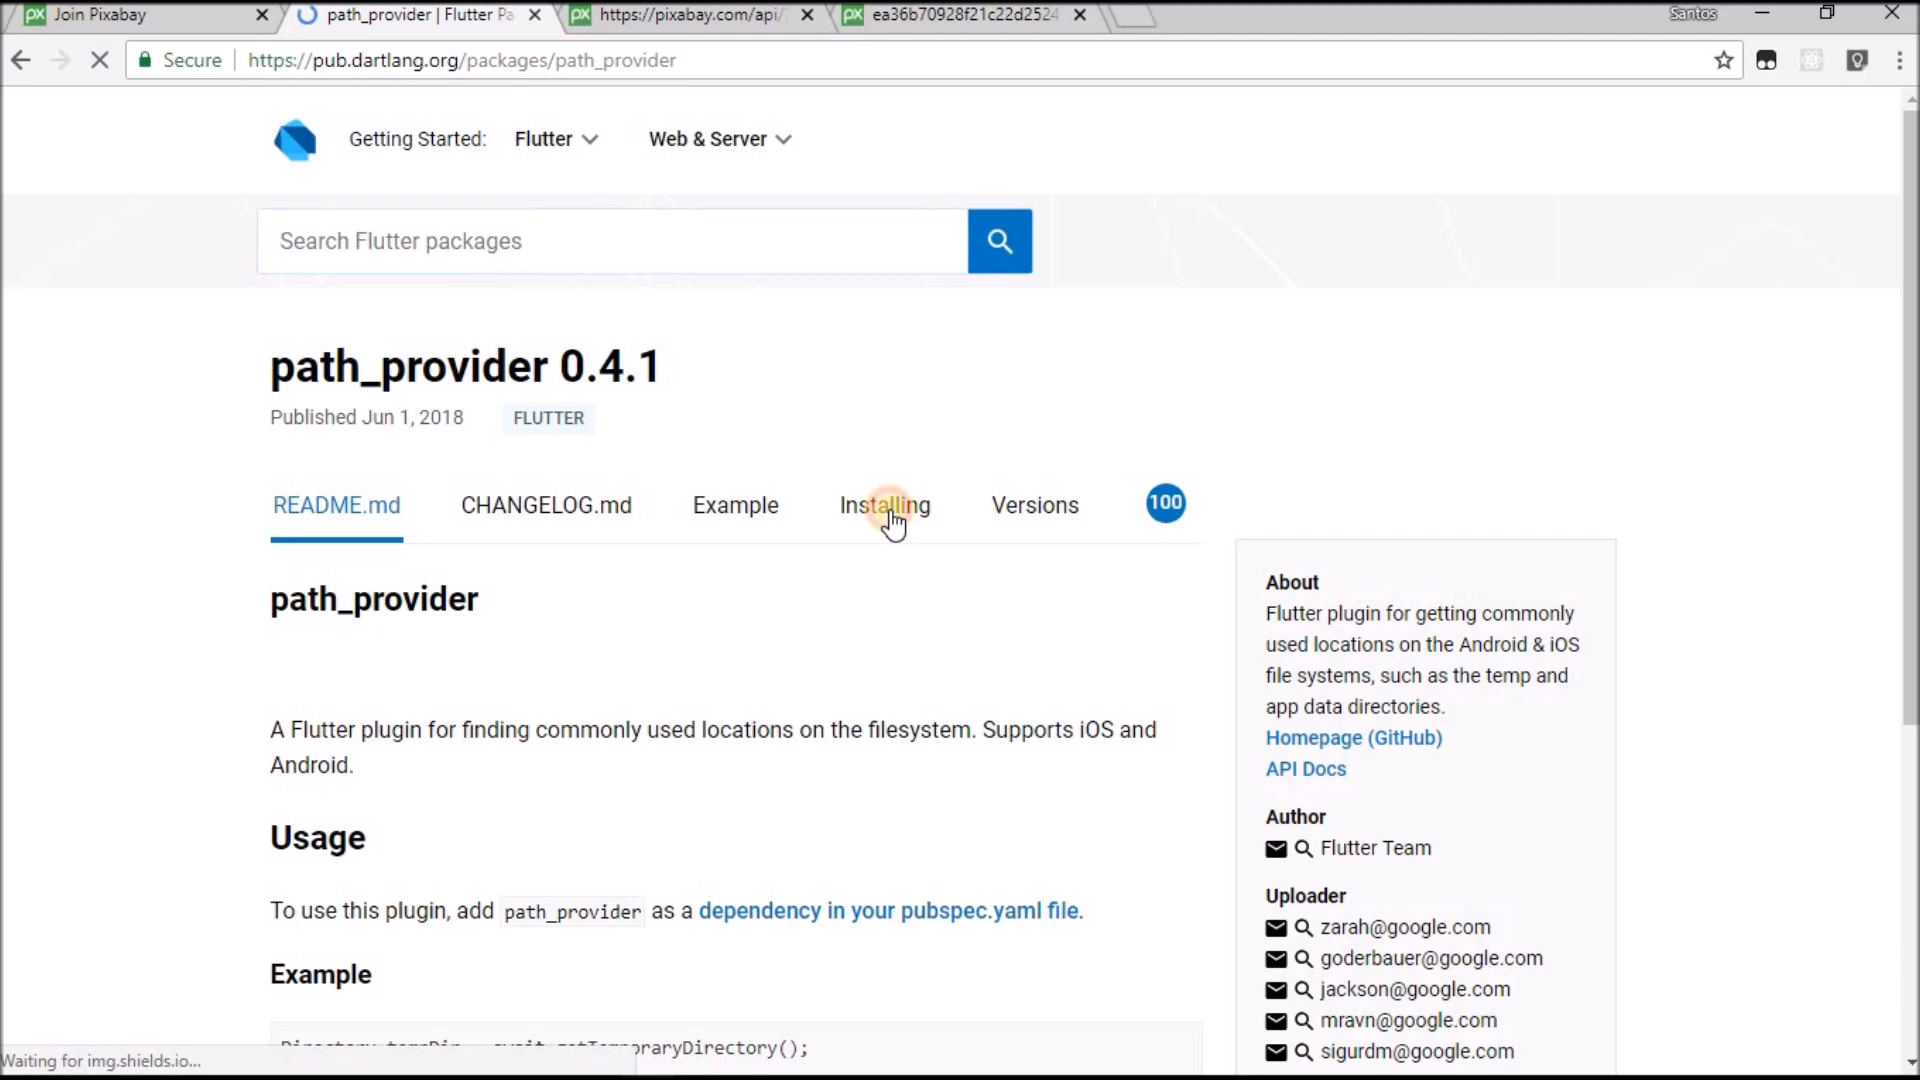 Join Pixabay
path_provider | Flutter Pa
https://pixabay.com/api/
ea36b70928f21c22d2524
Santos
Secure
https://pub.dartlang.org/packages/path_provider
Getting Started:
Flutter
Web & Server
Search Flutter packages
path_provider 0.4.1
Published Jun 1, 2018
FLUTTER
README.md
CHANGELOG.md
Example
Installing
Versions
100
path_provider
A Flutter plugin for finding commonly used locations on the filesystem. Supports iOS and
Android.
Usage
To use this plugin, add path_provider as a dependency in your pubspec.yaml file.
Example
Directory tempDir = await getTemporaryDirectory();
About
Flutter plugin for getting commonly
used locations on the Android & iOS
file systems, such as the temp and
app data directories.
Homepage (GitHub)
API Docs
Author
Flutter Team
Uploader
zarah@google.com
goderbauer@google.com
jackson@google.com
mravn@google.com
sigurdm@google.com
Waiting for img.shields.io...